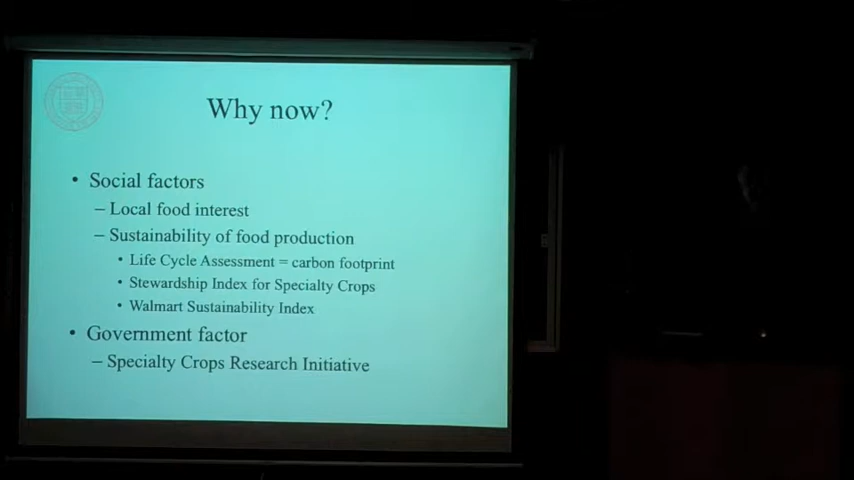 Why now?
• Social factors
– Local food interest
– Sustainability of food production
• Life Cycle Assessment = carbon footprint
• Stewardship Index for Specialty Crops
• Walmart Sustainability Index
• Government factor
– Specialty Crops Research Initiative